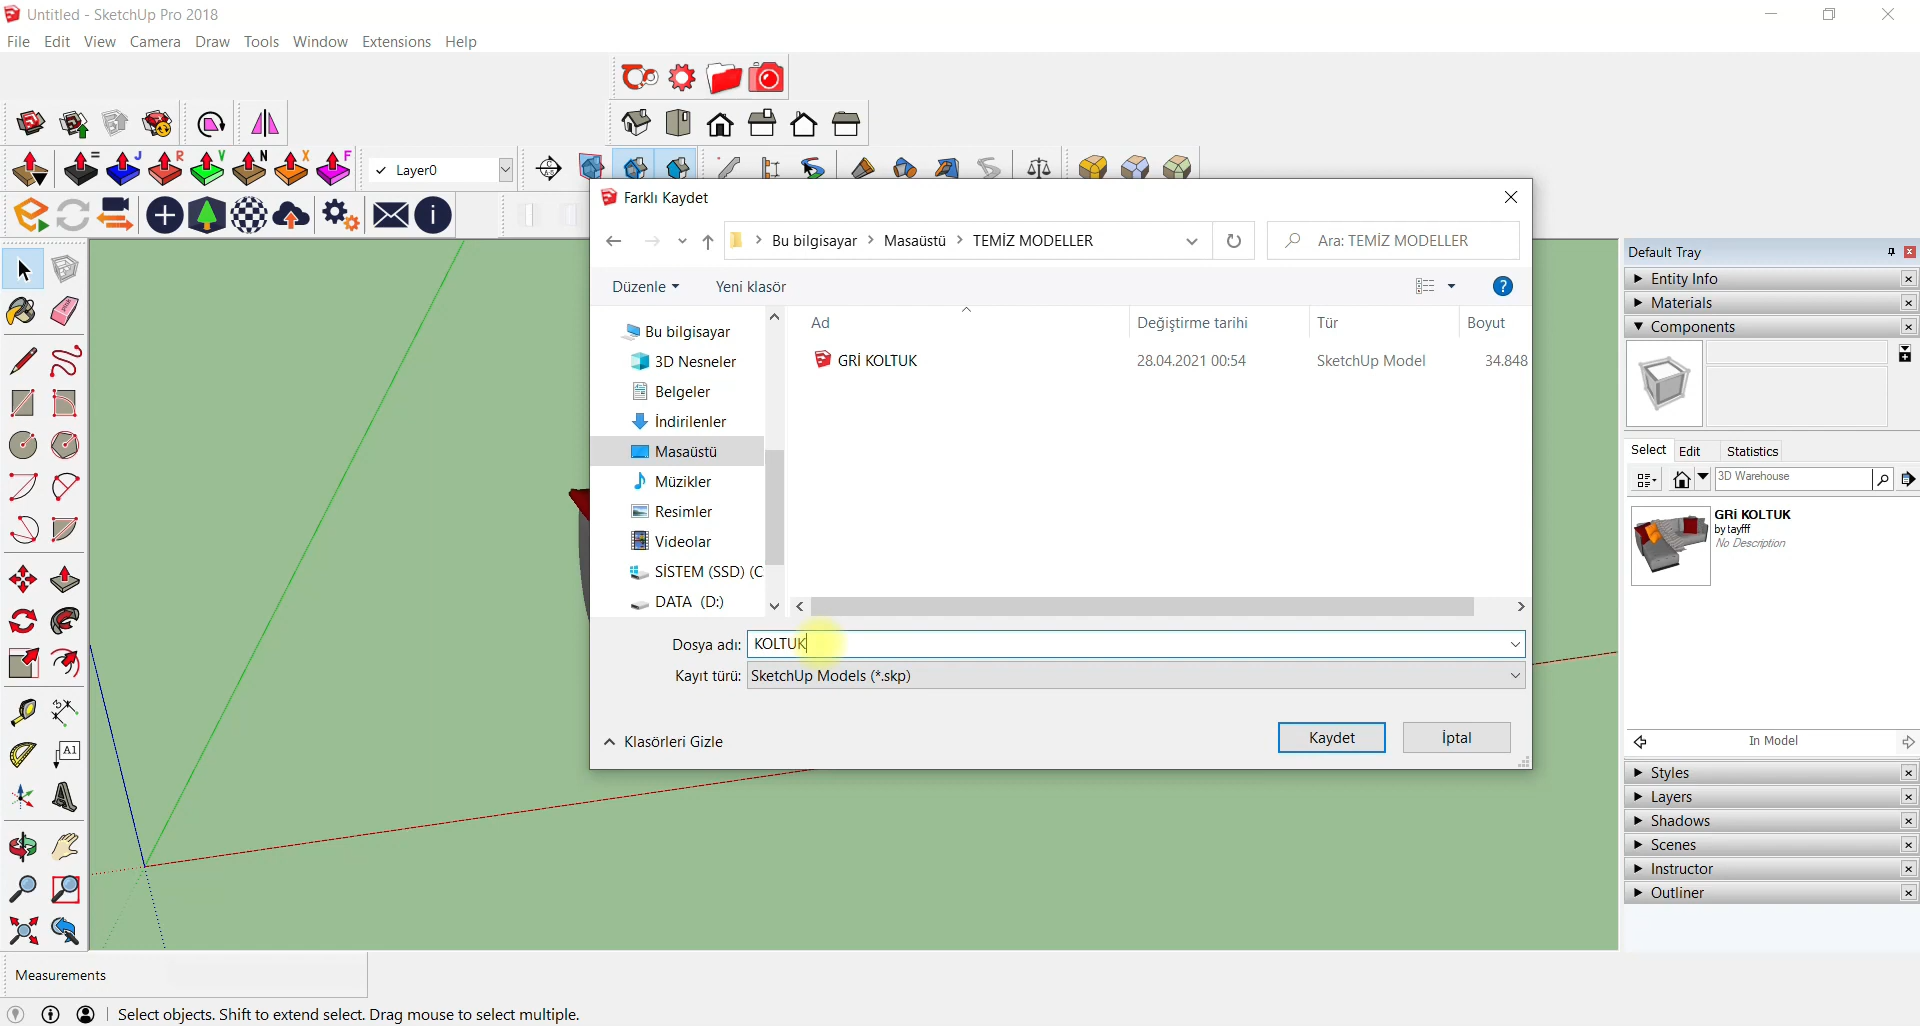 Untitled - SketchUp Pro 2018
File Edit View Camera Draw Tools Window Extensions Help
= J R V N X F
Layer0
Farklı Kaydet
Bu bilgisayar > Masaüstü > TEMİZ MODELLER
Ara: TEMİZ MODELLER
Düzenle
Yeni klasör
Bu bilgisayar
3D Nesneler
Belgeler
İndirilenler
Masaüstü
Müzikler
Resimler
Videolar
SİSTEM (SSD) (C
DATA (D:)
Ad Değiştirme tarihi Tür Boyut
GRİ KOLTUK 28.04.2021 00:54 SketchUp Model 34.848
Dosya adı: KOLTUK
Kayıt türü: SketchUp Models (*.skp)
Klasörleri Gizle
Kaydet
İptal
Default Tray
Entity Info
Materials
Components
Select Edit Statistics
3D Warehouse
GRİ KOLTUK
by tayfff
No Description
In Model
Styles
Layers
Shadows
Scenes
Instructor
Outliner
A1
Measurements
Select objects. Shift to extend select. Drag mouse to select multiple.